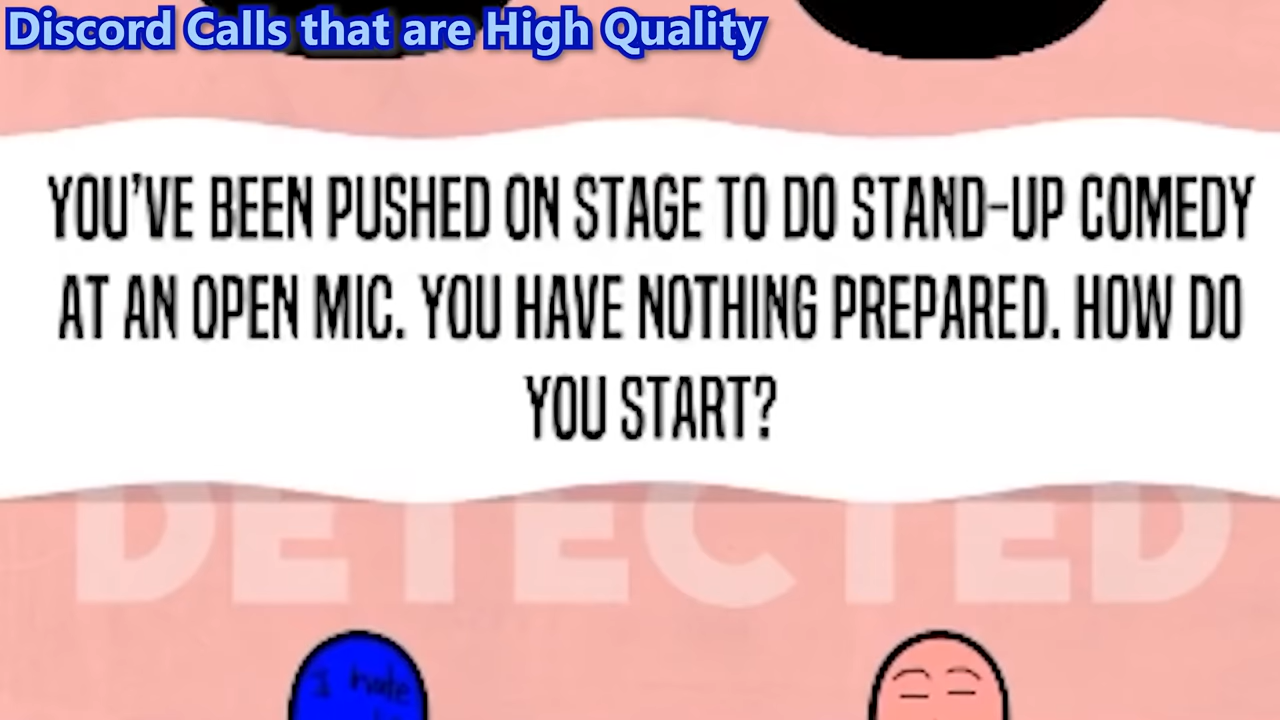 Discord Calls that are High Quality
YOU'VE BEEN PUSHED ON STAGE TO DO STAND-UP COMEDY
AT AN OPEN MIC. YOU HAVE NOTHING PREPARED. HOW DO
YOU START?
DETECTED
I hate